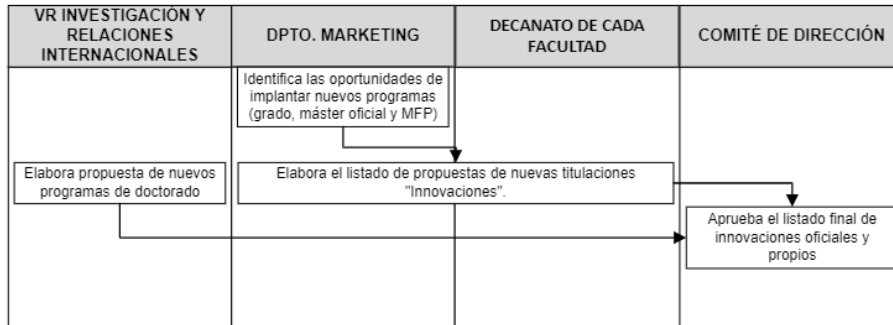 VR INVESTIGACIÓN Y
RELACIONES
INTERNACIONALES
DPTO. MARKETING
DECANATO DE CADA
FACULTAD
COMITÉ DE DIRECCIÓN
Identifica las oportunidades de
implantar nuevos programas
(grado, máster oficial y MFP)
Elabora propuesta de nuevos
programas de doctorado
Elabora el listado de propuestas de nuevas titulaciones
"Innovaciones".
Aprueba el listado final de
innovaciones oficiales y
propios